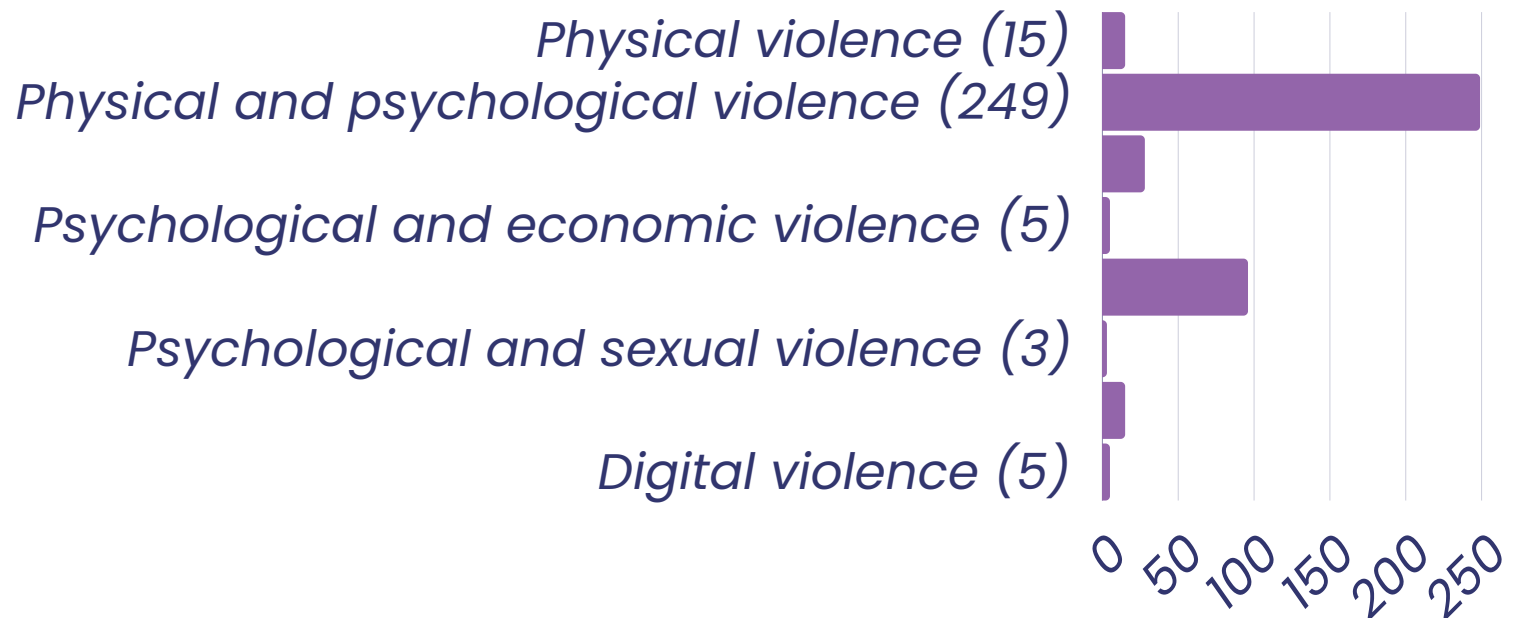 Physical violence (15)
Physical and psychological violence (249)
Psychological and economic violence (5)
Psychological and sexual violence (3)
Digital violence (5)
0 50 100 150 200 250